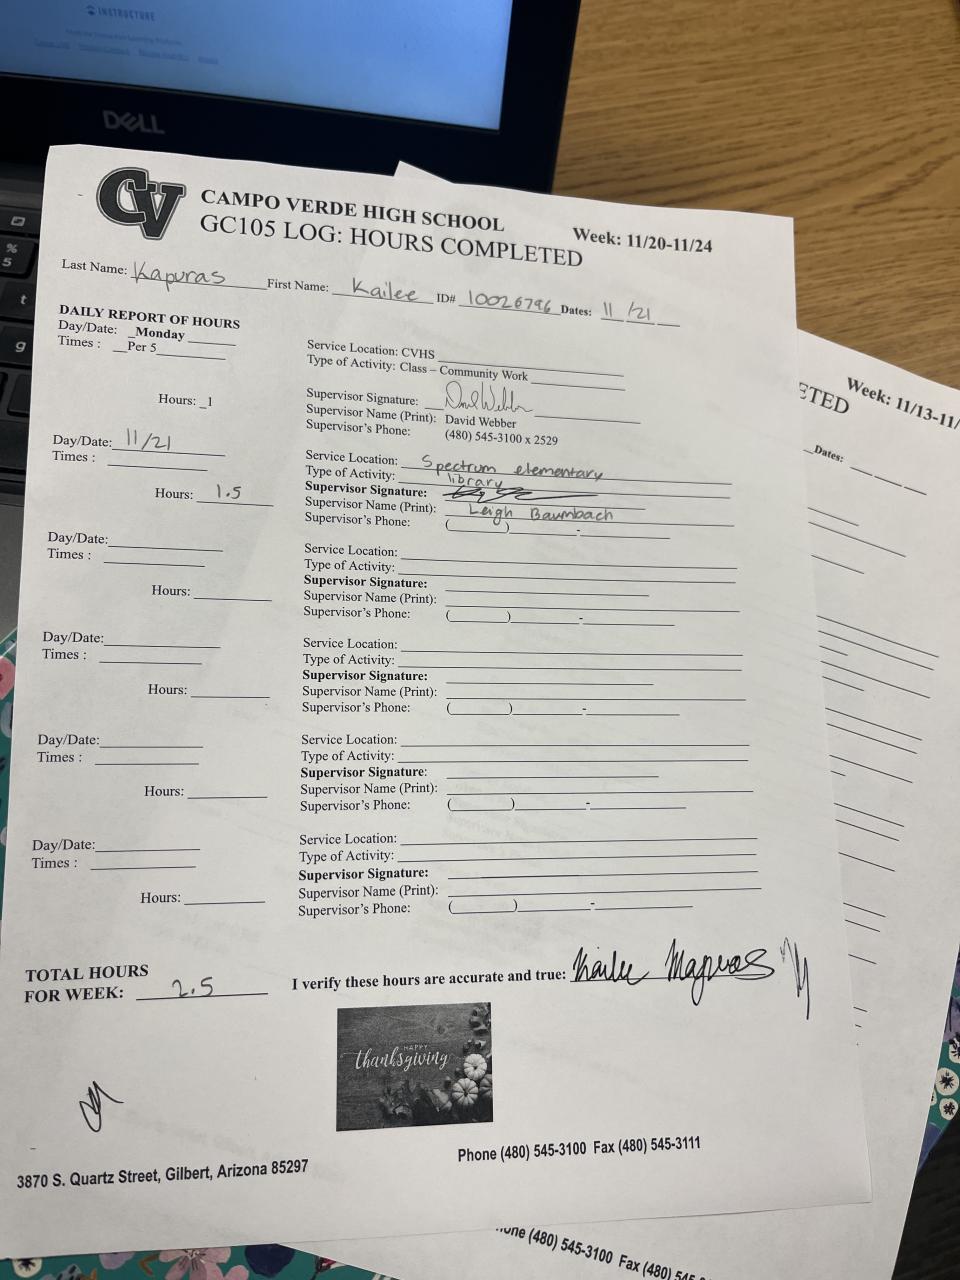 INSTRUCTURE
DELL
% 5
t
g
CV
CAMPO VERDE HIGH SCHOOL
GC105 LOG: HOURS COMPLETED
Week: 11/20-11/24
Last Name: Kapuras First Name: Kailee ID# 10026796 Dates: 11 /21
DAILY REPORT OF HOURS
Day/Date: _Monday
Times : __Per 5
Hours: _1
Service Location: CVHS
Type of Activity: Class – Community Work
Supervisor Signature: David Webber
Supervisor Name (Print): David Webber
Supervisor's Phone: (480) 545-3100 x 2529
Day/Date: 11/21
Times :
Hours: 1.5
Service Location: Spectrum elementary
Type of Activity: library
Supervisor Signature:
Supervisor Name (Print): Leigh Baumbach
Supervisor's Phone: ( ) -
Day/Date:
Times :
Hours:
Service Location:
Type of Activity:
Supervisor Signature:
Supervisor Name (Print):
Supervisor's Phone: ( ) -
Day/Date:
Times :
Hours:
Service Location:
Type of Activity:
Supervisor Signature:
Supervisor Name (Print):
Supervisor's Phone: ( ) -
Day/Date:
Times :
Hours:
Service Location:
Type of Activity:
Supervisor Signature:
Supervisor Name (Print):
Supervisor's Phone: ( ) -
Day/Date:
Times :
Hours:
Service Location:
Type of Activity:
Supervisor Signature:
Supervisor Name (Print):
Supervisor's Phone: ( ) -
TOTAL HOURS
FOR WEEK: 2.5
I verify these hours are accurate and true: Kailee
HAPPY
thanksgiving
3870 S. Quartz Street, Gilbert, Arizona 85297
Phone (480) 545-3100 Fax (480) 545-3111
ETED
Week: 11/13-11/
Dates:
one (480) 545-3100 Fax (480) 545